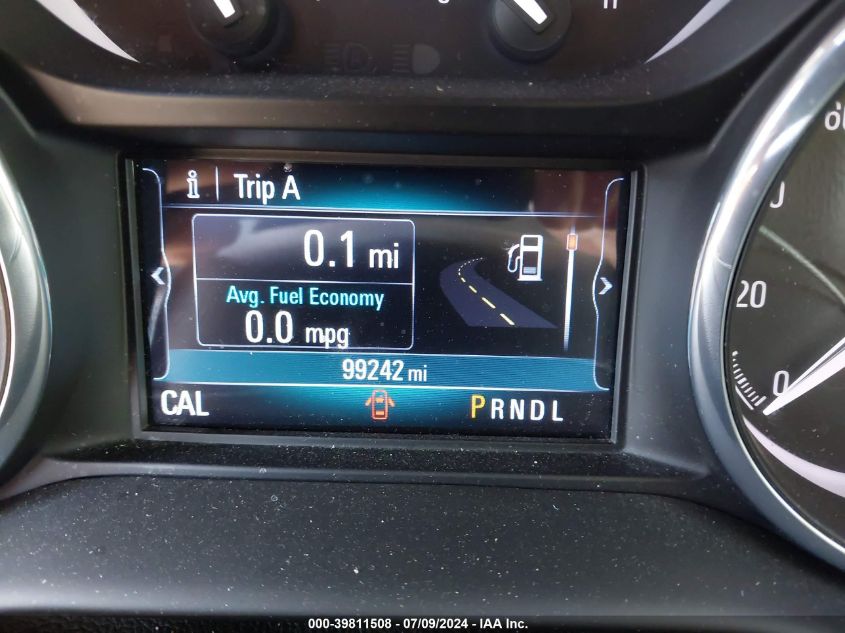 H
i | Trip A
0.1 mi
Avg. Fuel Economy
0.0 mpg
99242 mi
CAL
PRNDL
20
0
000-39811508 / 07/09/2024 - IAA Inc.